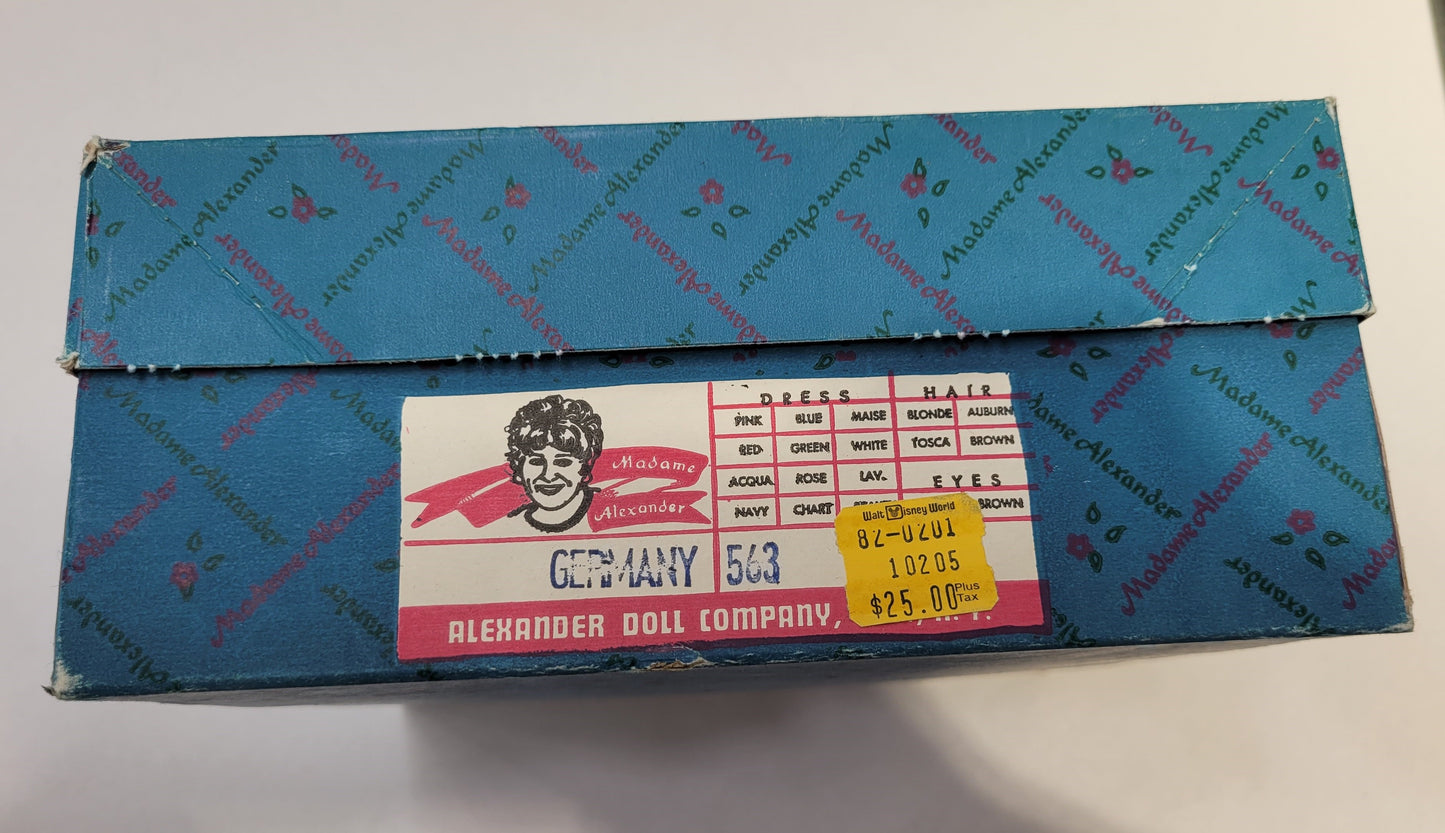 Madame Alexander
Madame
Alexander
DRESS
PINK BLUE MAISE
RED GREEN WHITE
ACQUA ROSE LAV.
NAVY CHART
HAIR
BLONDE AUBURN
TOSCA BROWN
EYES
BROWN
GERMANY 563
Walt Disney World
82-0201
10205
$25.00 Plus Tax
ALEXANDER DOLL COMPANY, N.Y.